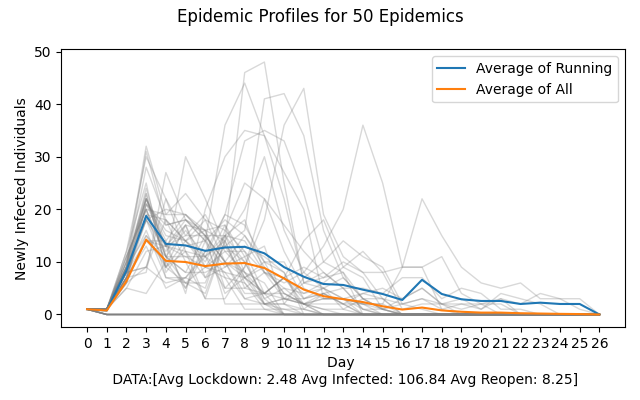 Epidemic Profiles for 50 Epidemics
50
40
30
20
10
0
Newly Infected Individuals
Average of Running
Average of All
0 1 2 3 4 5 6 7 8 9 10 11 12 13 14 15 16 17 18 19 20 21 22 23 24 25 26
Day
DATA:[Avg Lockdown: 2.48 Avg Infected: 106.84 Avg Reopen: 8.25]